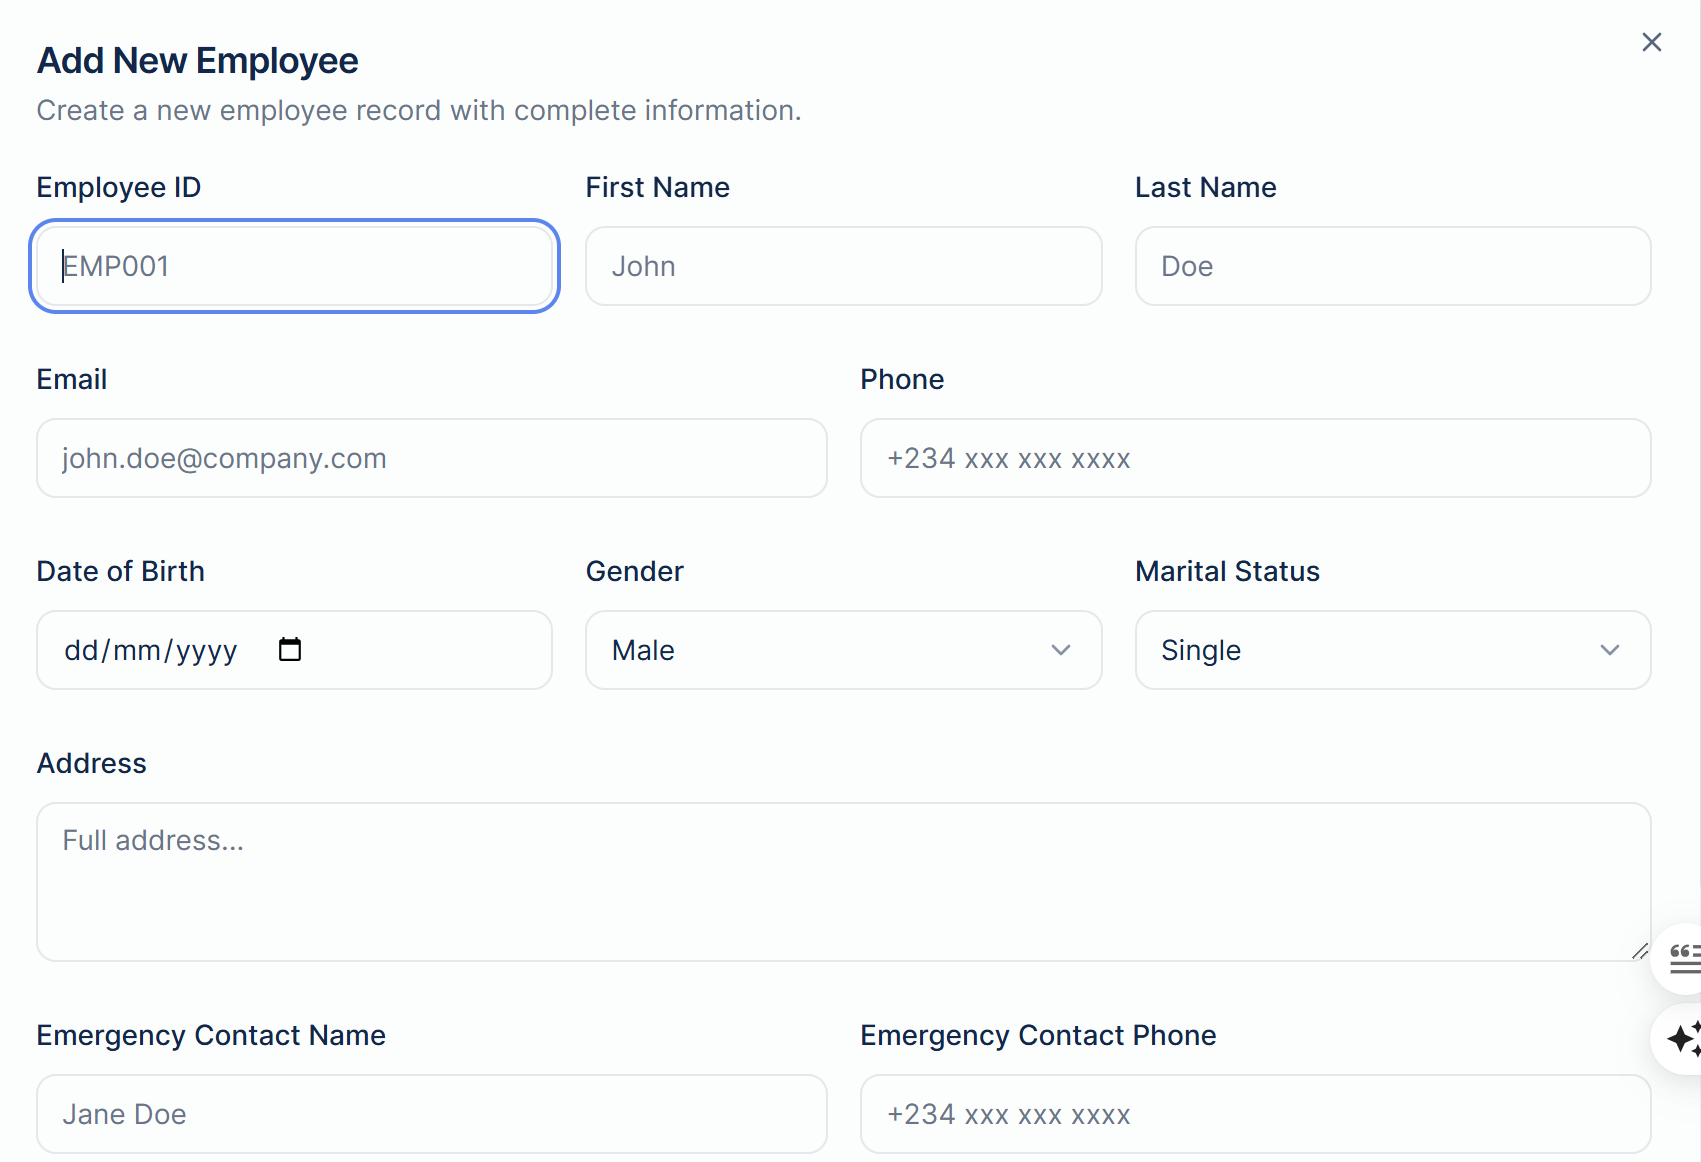 Add New Employee
Create a new employee record with complete information.
Employee ID
First Name
Last Name
EMP001
John
Doe
Email
Phone
john.doe@company.com
+234 xxx xxx xxxx
Date of Birth
Gender
Marital Status
dd/mm/yyyy
Male
Single
Address
Full address...
Emergency Contact Name
Emergency Contact Phone
Jane Doe
+234 xxx xxx xxxx